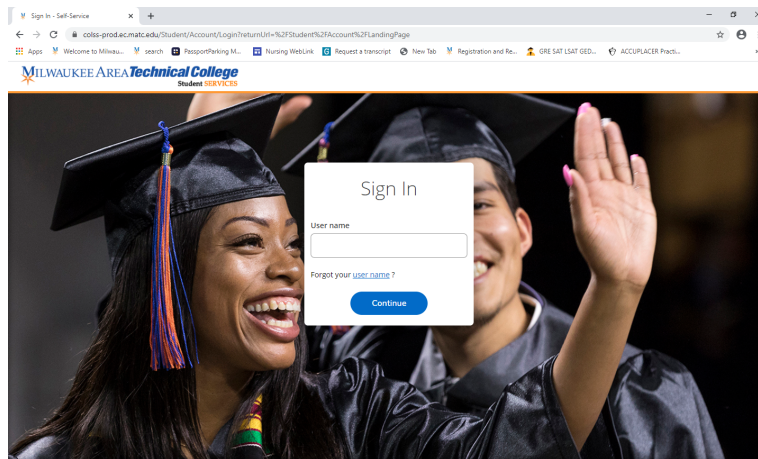 Sign In - Self-Service
colss-prod.ec.matc.edu/Student/Account/Login?returnUrl=%2FStudent%2FAccount%2FLandingPage
Apps Welcome to Milwau... search PassportParking M... Nursing WebLink Request a transcript New Tab Registration and Re... GRE SAT LSAT GED... ACCUPLACER Practi...
MILWAUKEE AREA Technical College
Student SERVICES
Sign In
User name
Forgot your user name ?
Continue